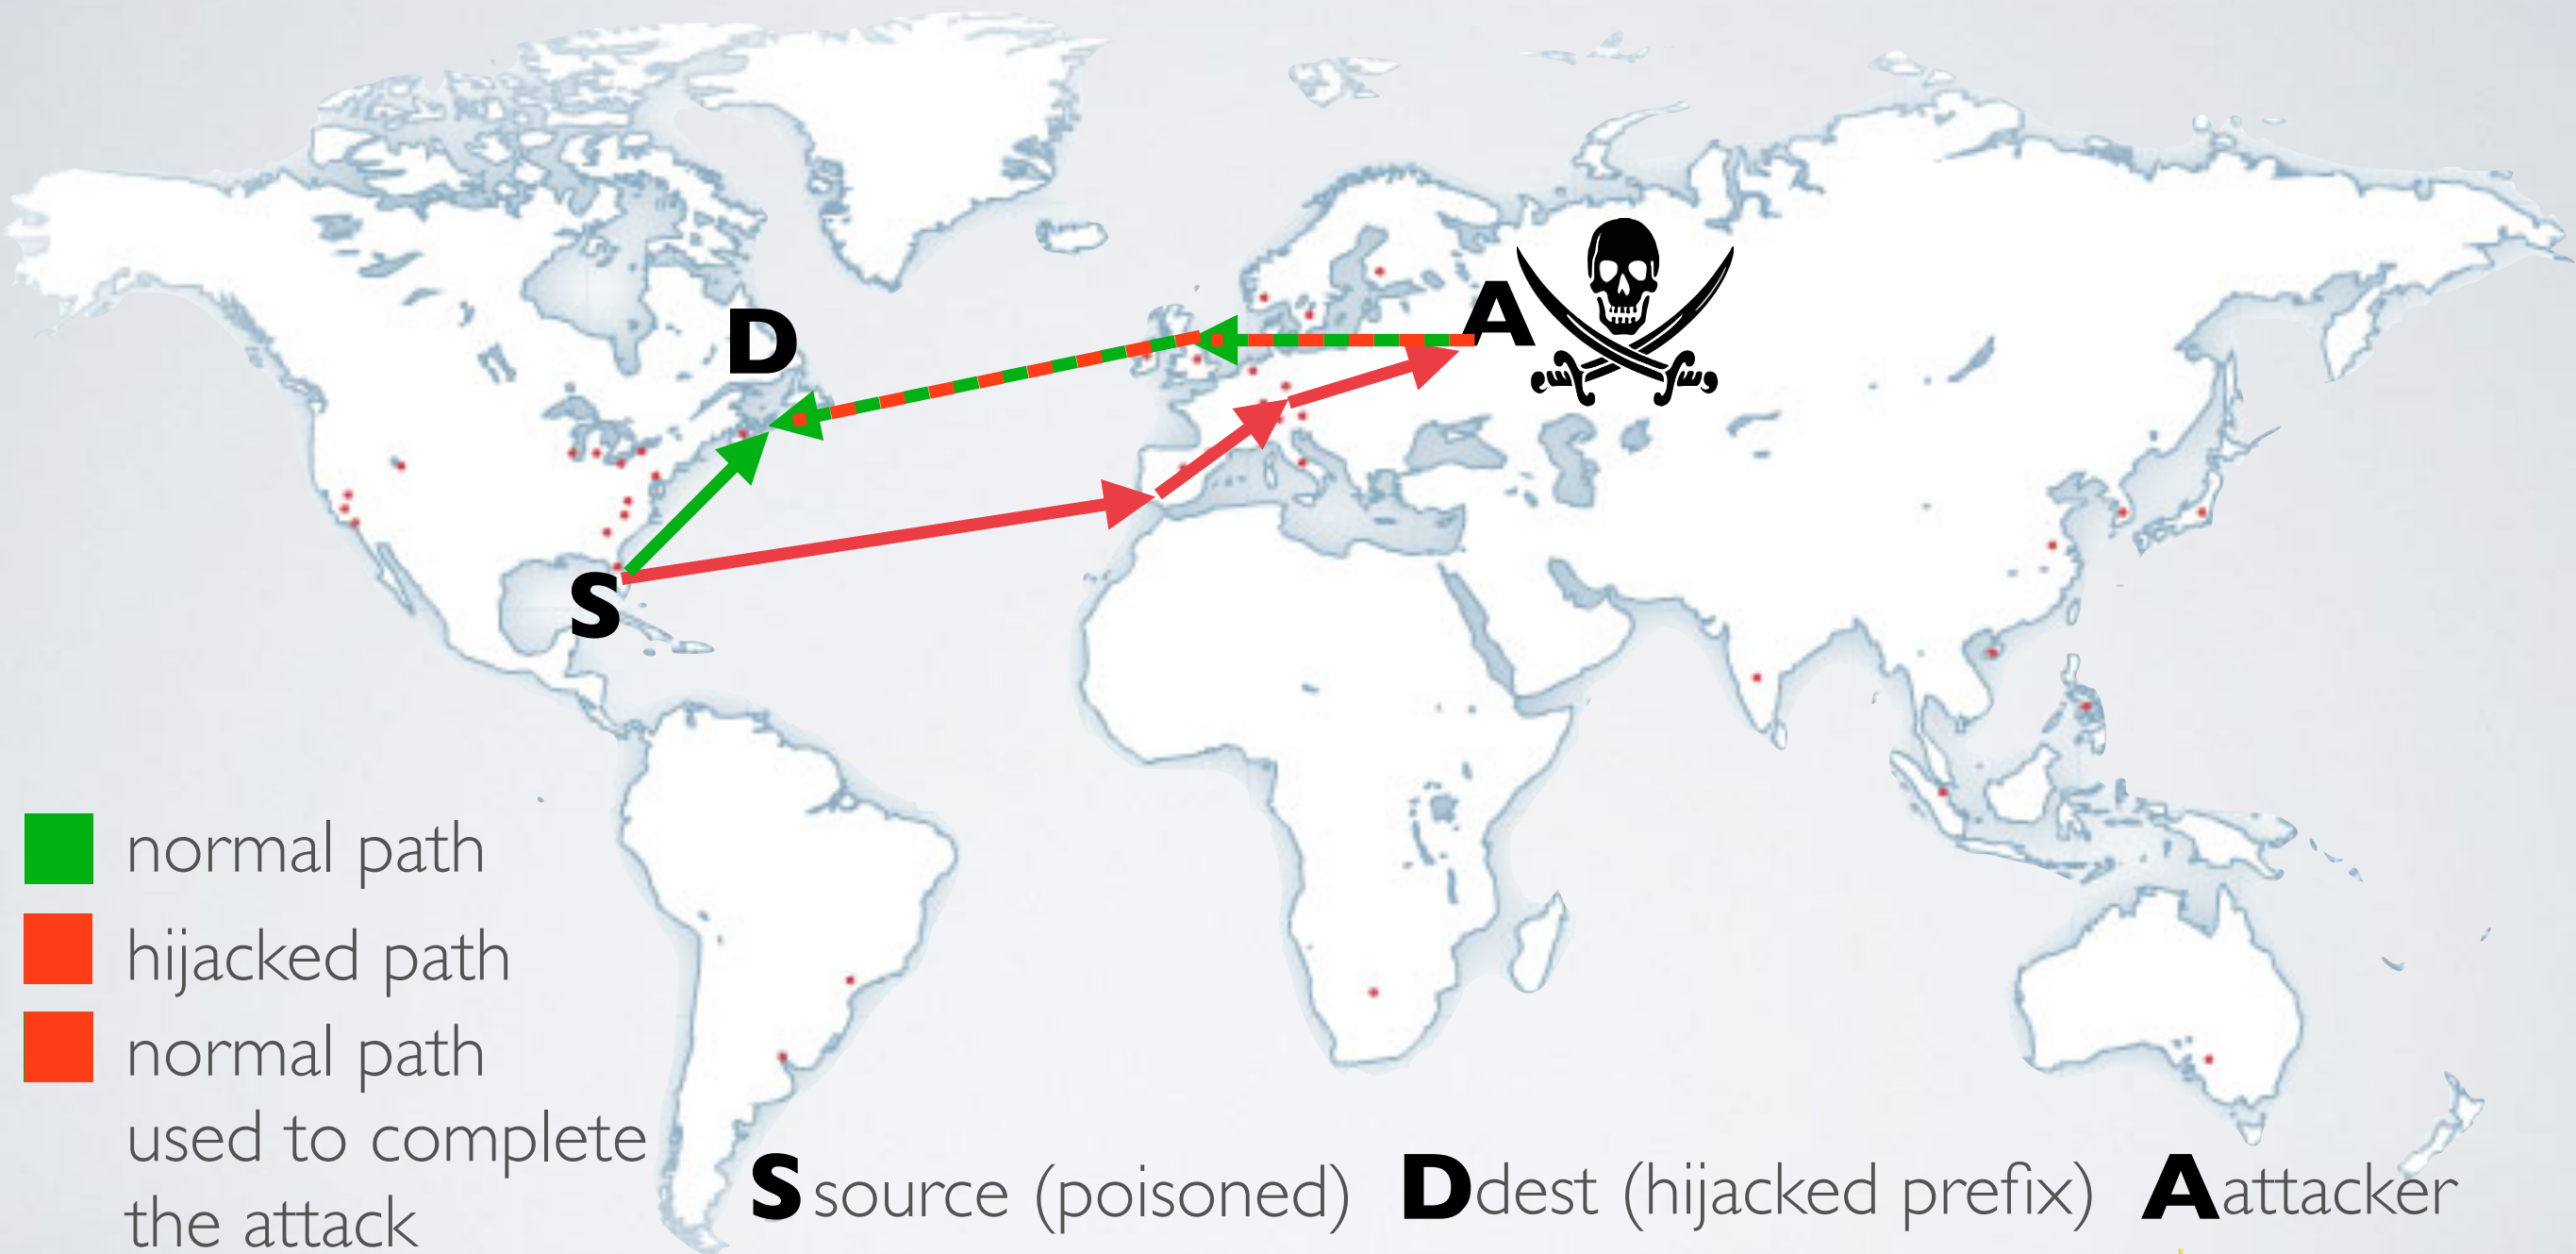 D
A
S
normal path
hijacked path
normal path
used to complete
the attack
S source (poisoned) D dest (hijacked prefix) A attacker